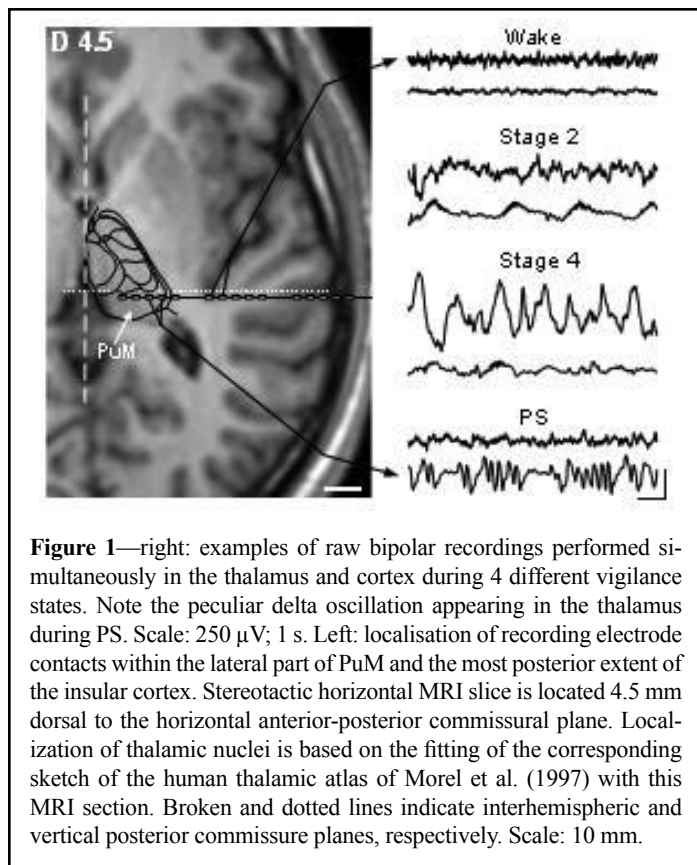 D 4.5
Wake
Stage 2
Stage 4
PuM
PS
Figure 1—right: examples of raw bipolar recordings performed si-
multaneously in the thalamus and cortex during 4 different vigilance
states. Note the peculiar delta oscillation appearing in the thalamus
during PS. Scale: 250 µV; 1 s. Left: localisation of recording electrode
contacts within the lateral part of PuM and the most posterior extent of
the insular cortex. Stereotactic horizontal MRI slice is located 4.5 mm
dorsal to the horizontal anterior-posterior commissural plane. Local-
ization of thalamic nuclei is based on the fitting of the corresponding
sketch of the human thalamic atlas of Morel et al. (1997) with this
MRI section. Broken and dotted lines indicate interhemispheric and
vertical posterior commissure planes, respectively. Scale: 10 mm.